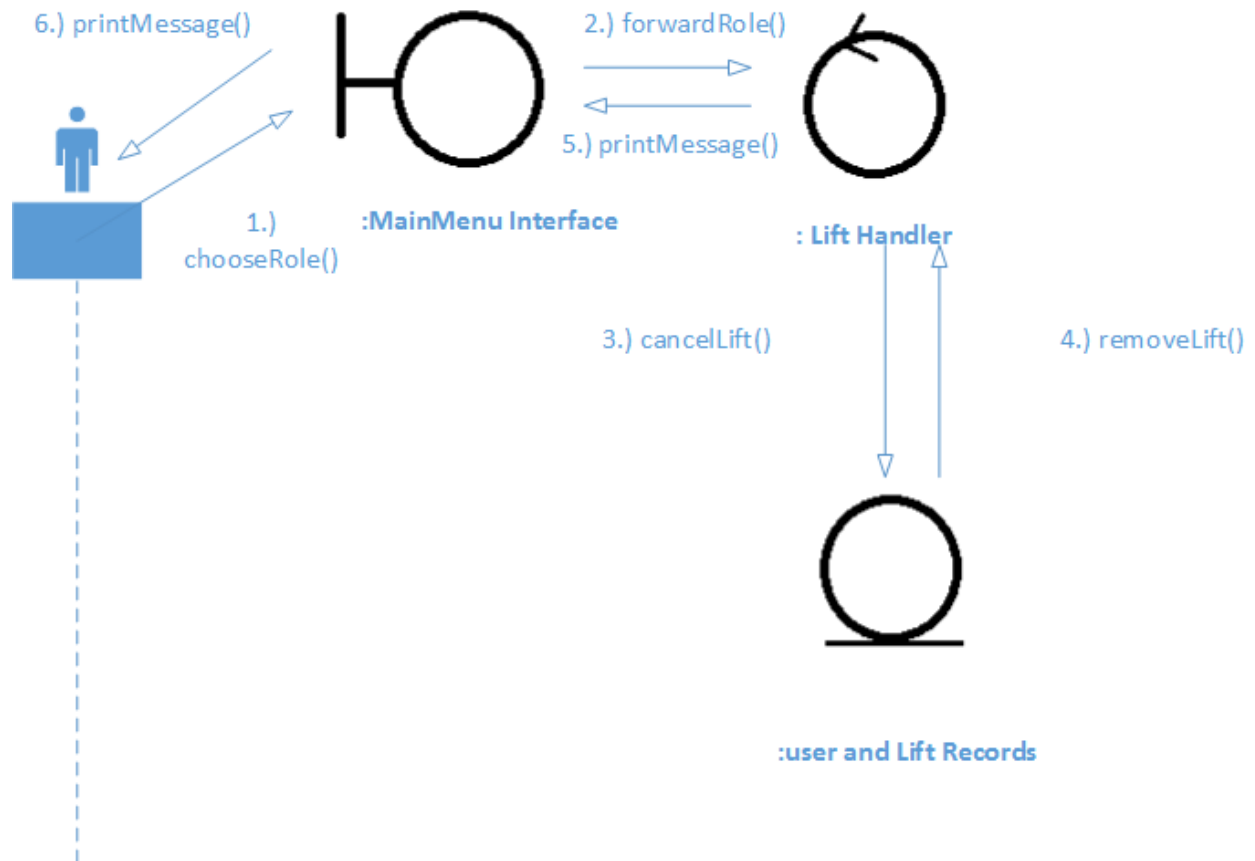 6.) printMessage()
2.) forwardRole()
5.) printMessage()
1.)
chooseRole()
:MainMenu Interface
: Lift Handler
3.) cancelLift()
4.) removeLift()
:user and Lift Records